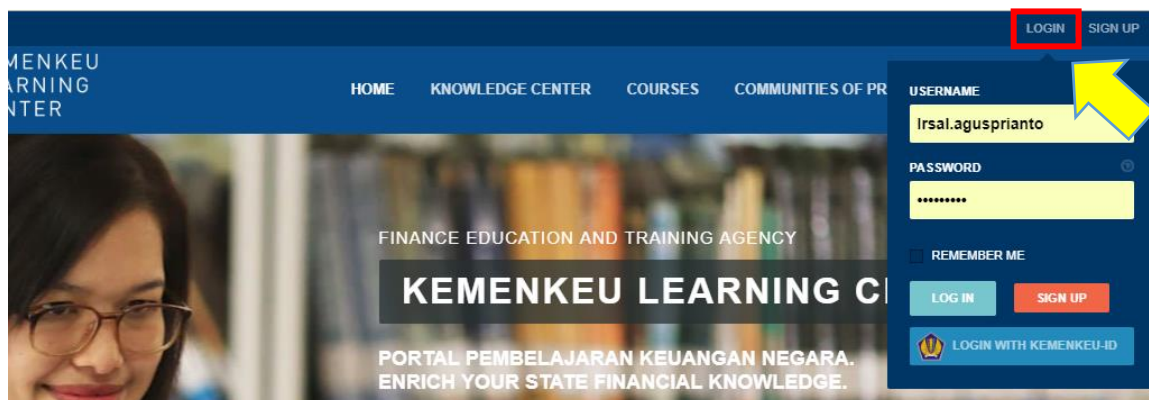 LOGIN SIGN UP
MENKEU
ARNING
NTER
HOME KNOWLEDGE CENTER COURSES COMMUNITIES OF PR
USERNAME
Irsal.agusprianto
PASSWORD
•••••••••
REMEMBER ME
LOG IN SIGN UP
LOGIN WITH KEMENKEU-ID
FINANCE EDUCATION AND TRAINING AGENCY
KEMENKEU LEARNING C
PORTAL PEMBELAJARAN KEUANGAN NEGARA.
ENRICH YOUR STATE FINANCIAL KNOWLEDGE.